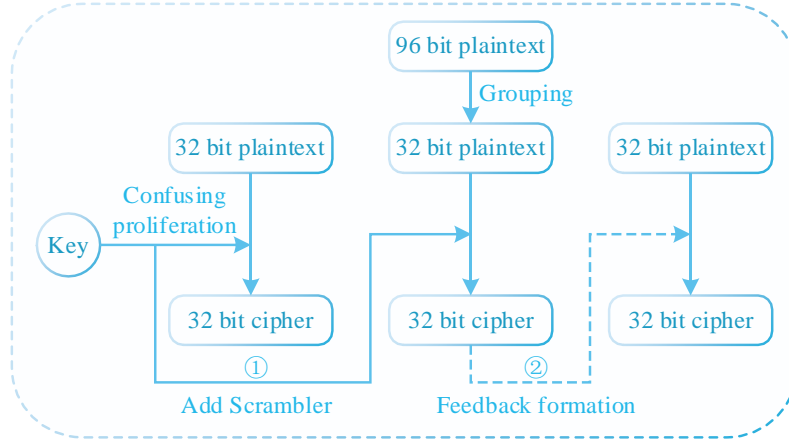 96 bit plaintext
Grouping
32 bit plaintext
32 bit plaintext
32 bit plaintext
Confusing
proliferation
Key
32 bit cipher
32 bit cipher
32 bit cipher
①
②
Add Scrambler
Feedback formation